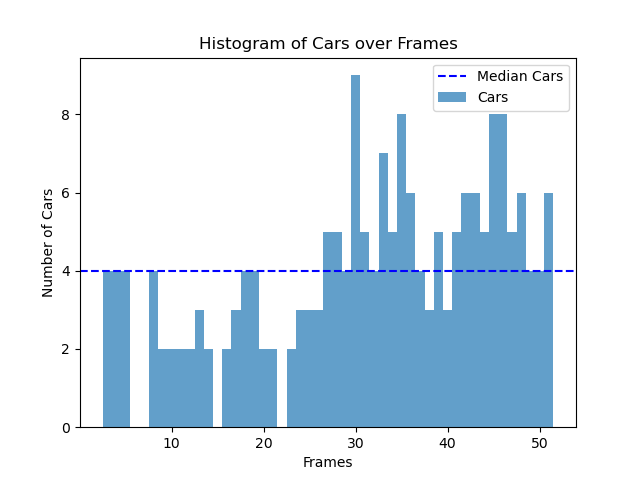 Histogram of Cars over Frames
Median Cars
Cars
Number of Cars
8
6
4
2
0
10 20 30 40 50
Frames